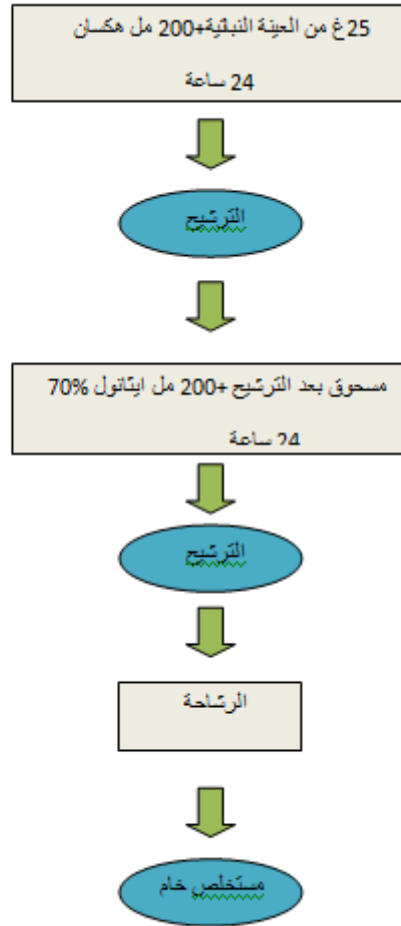 25غ من العينة النباتية+200 مل هكسان
24 ساعة
الترشيح
مسحوق بعد الترشيح +200 مل ايثانول 70%
24 ساعة
الترشيح
الرشاحة
مستخلص خام